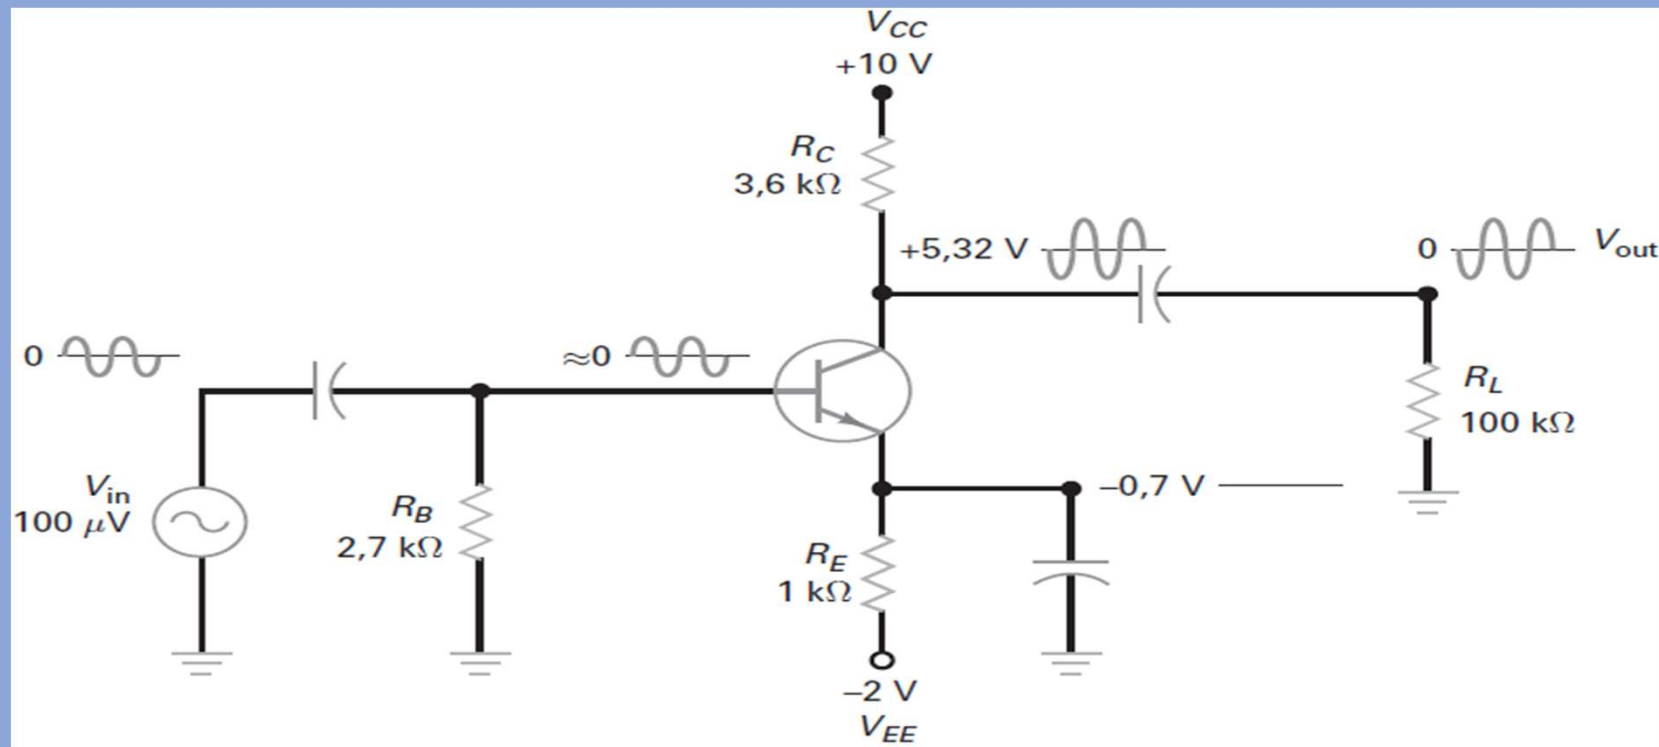 V_CC
+10 V
R_C
3,6 kΩ
+5,32 V
0
V_out
0
≈0
R_L
100 kΩ
V_in
100 μV
R_B
2,7 kΩ
–0,7 V
R_E
1 kΩ
–2 V
V_EE